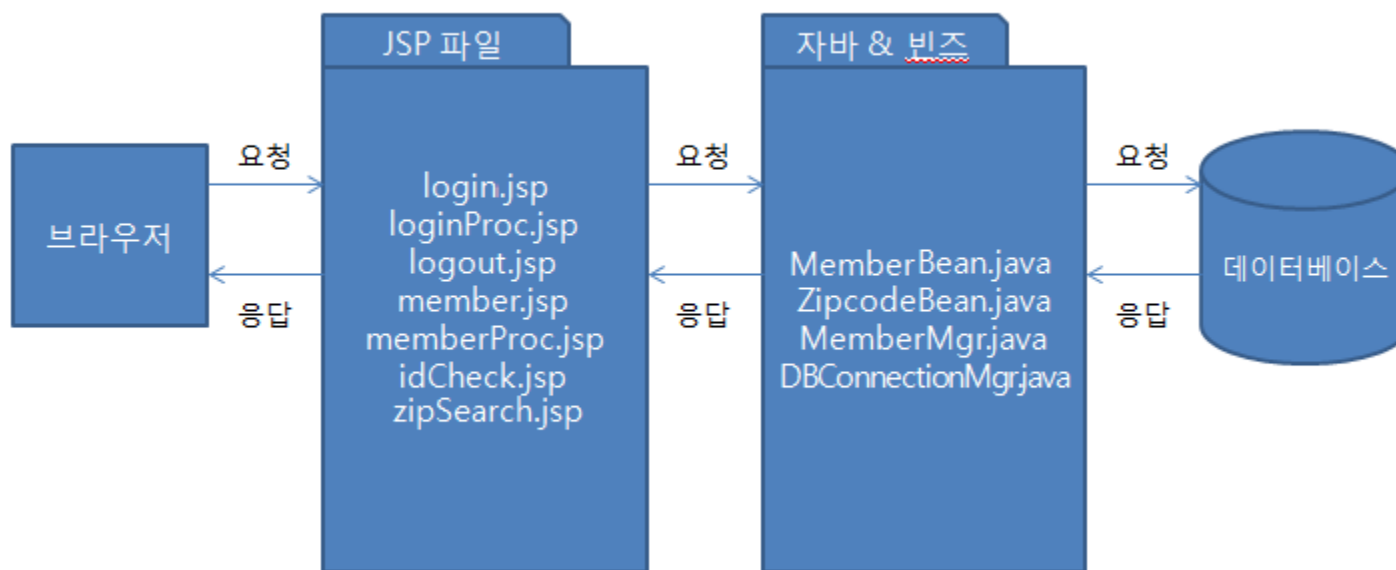 JSP 파일
자바 & 빈즈
브라우저
요청
응답
login.jsp
loginProc.jsp
logout.jsp
member.jsp
memberProc.jsp
idCheck.jsp
zipSearch.jsp
요청
응답
MemberBean.java
ZipcodeBean.java
MemberMgr.java
DBConnectionMgr.java
요청
응답
데이터베이스